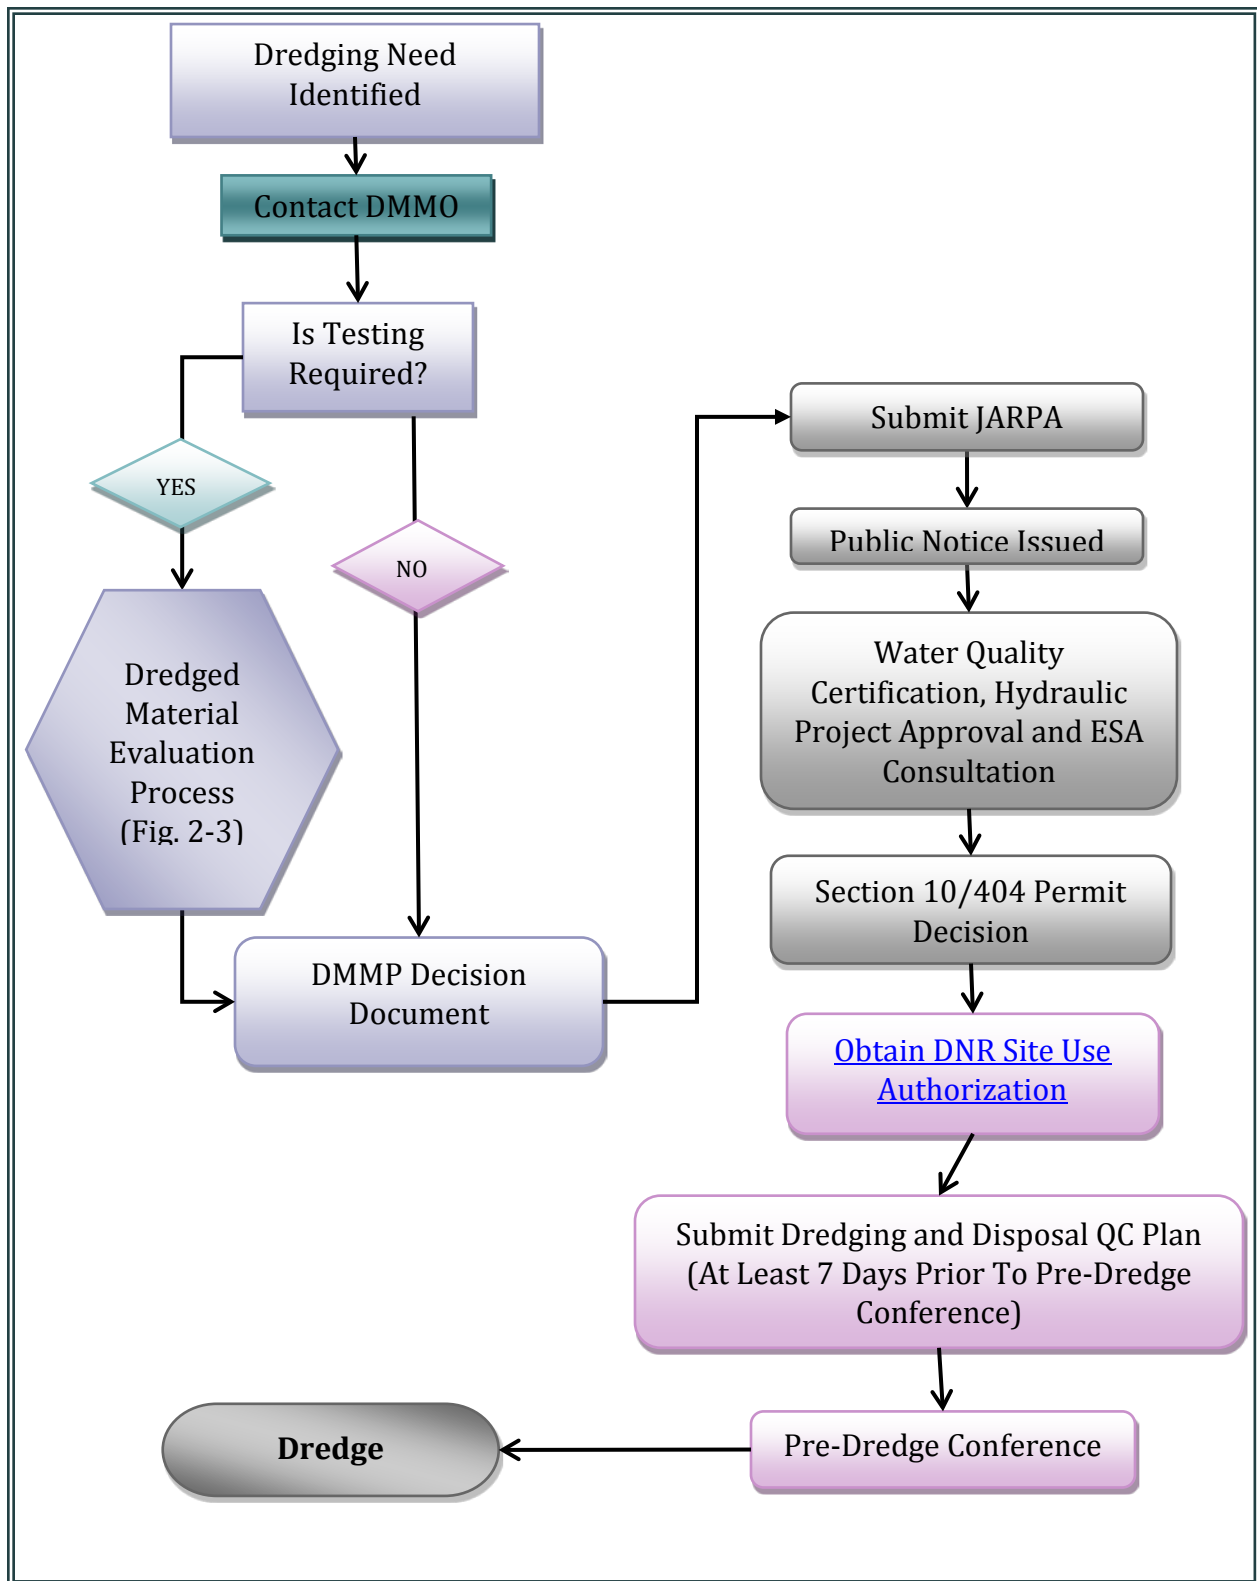 Dredging Need
Identified
Contact DMMO
Is Testing
Required?
YES
NO
Dredged
Material
Evaluation
Process
(Fig. 2-3)
DMMP Decision
Document
Submit JARPA
Public Notice Issued
Water Quality
Certification, Hydraulic
Project Approval and ESA
Consultation
Section 10/404 Permit
Decision
Obtain DNR Site Use
Authorization
Submit Dredging and Disposal QC Plan
(At Least 7 Days Prior To Pre-Dredge
Conference)
Pre-Dredge Conference
Dredge